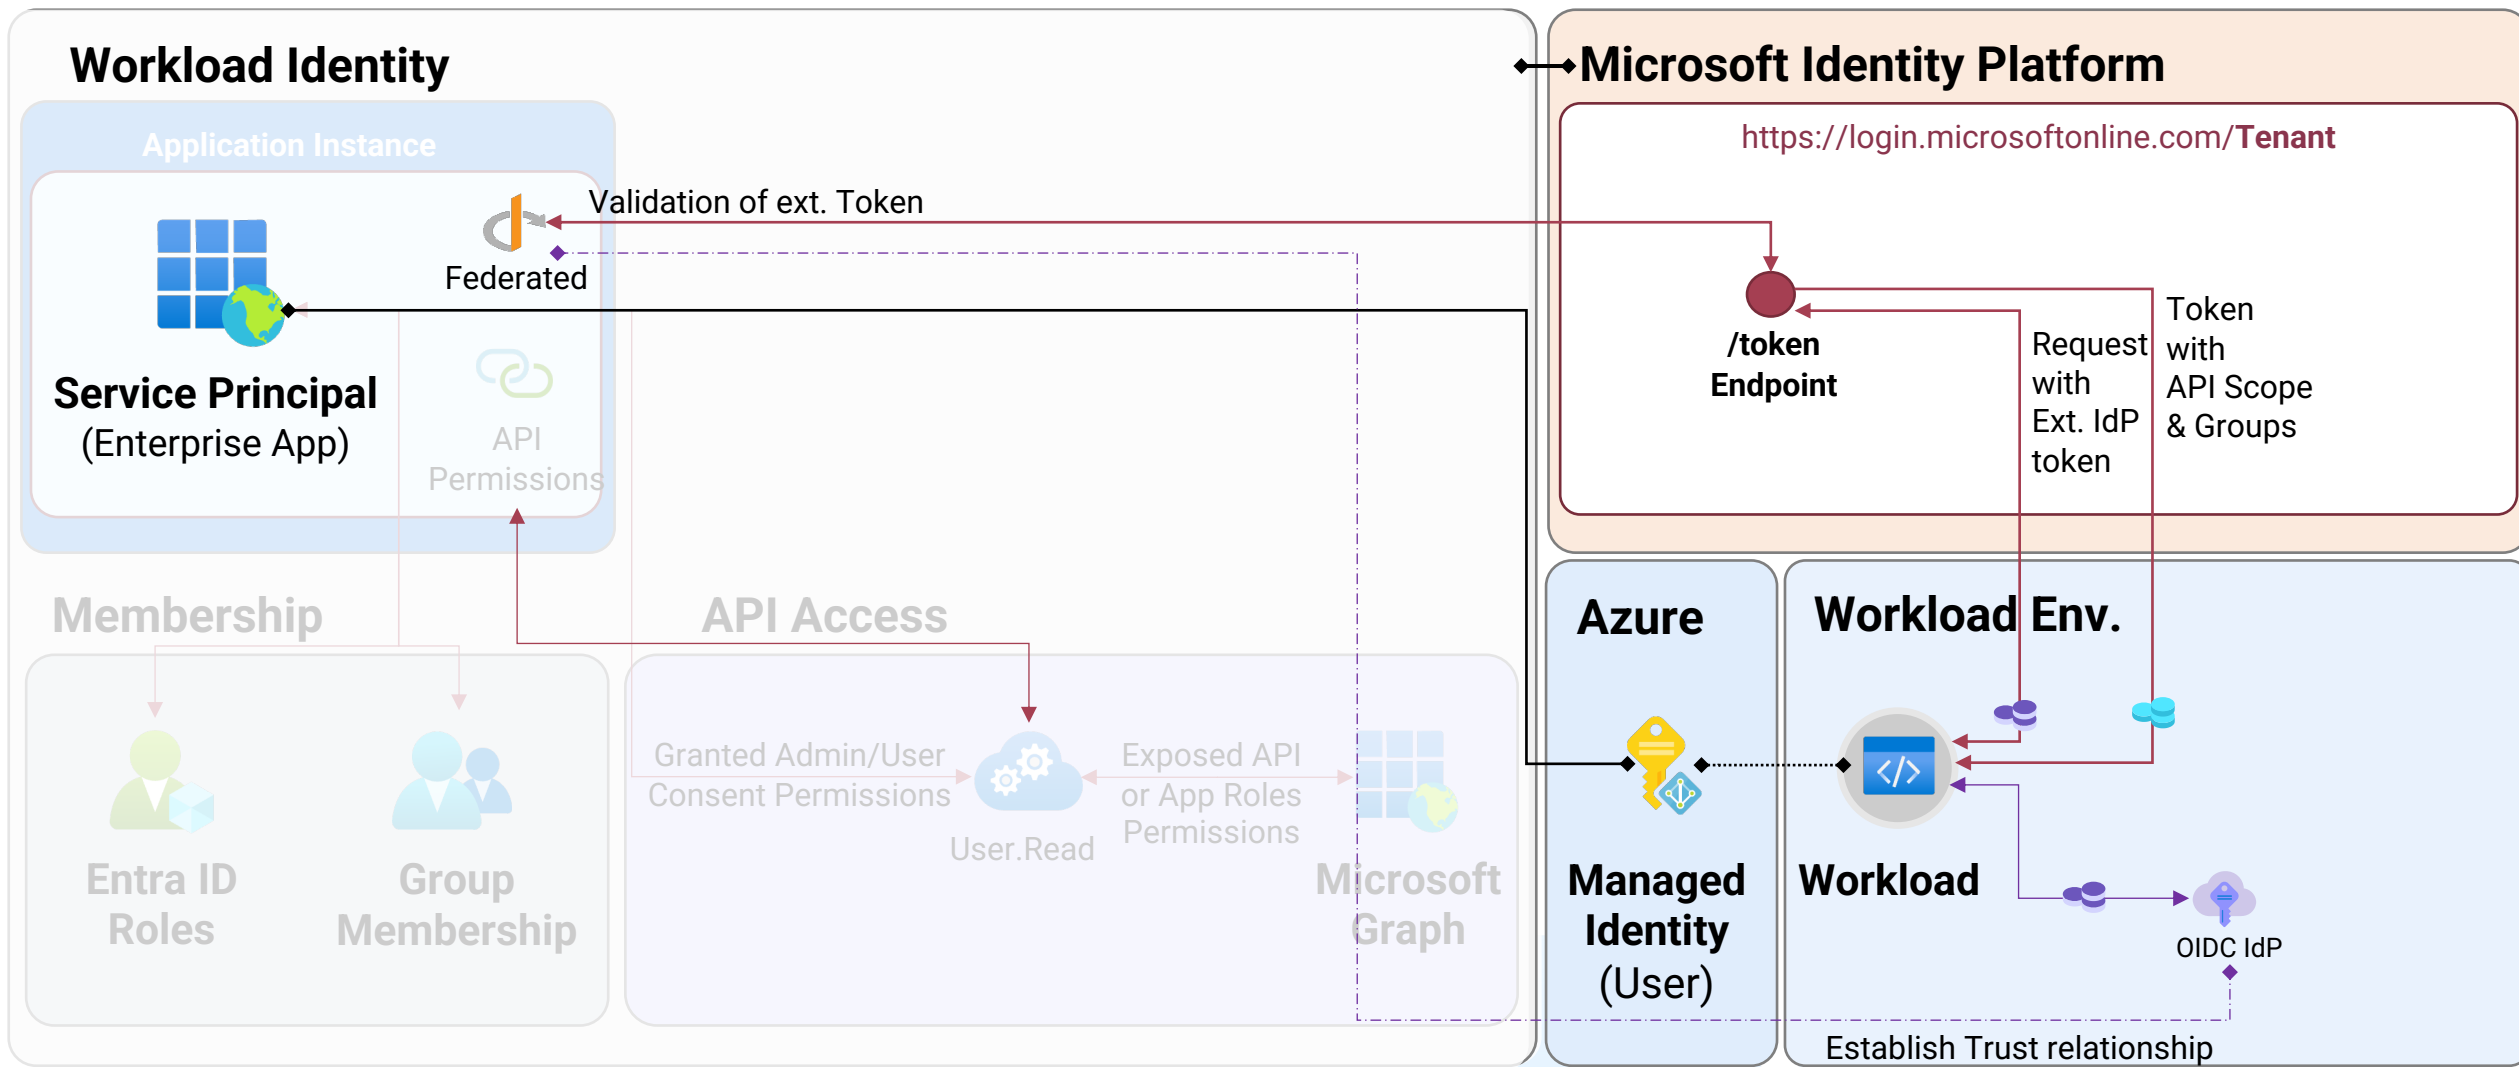 Workload Identity
Application Instance
Validation of ext. Token
Federated
Service Principal
(Enterprise App)
API
Permissions
Membership
Entra ID
Roles
Group
Membership
API Access
Granted Admin/User
Consent Permissions
User.Read
Exposed API
or App Roles
Permissions
Microsoft
Graph
Microsoft Identity Platform
https://login.microsoftonline.com/Tenant
/token
Endpoint
Request
with
Ext. IdP
token
Token
with
API Scope
& Groups
Azure
Managed
Identity
(User)
Workload Env.
Workload
OIDC IdP
Establish Trust relationship